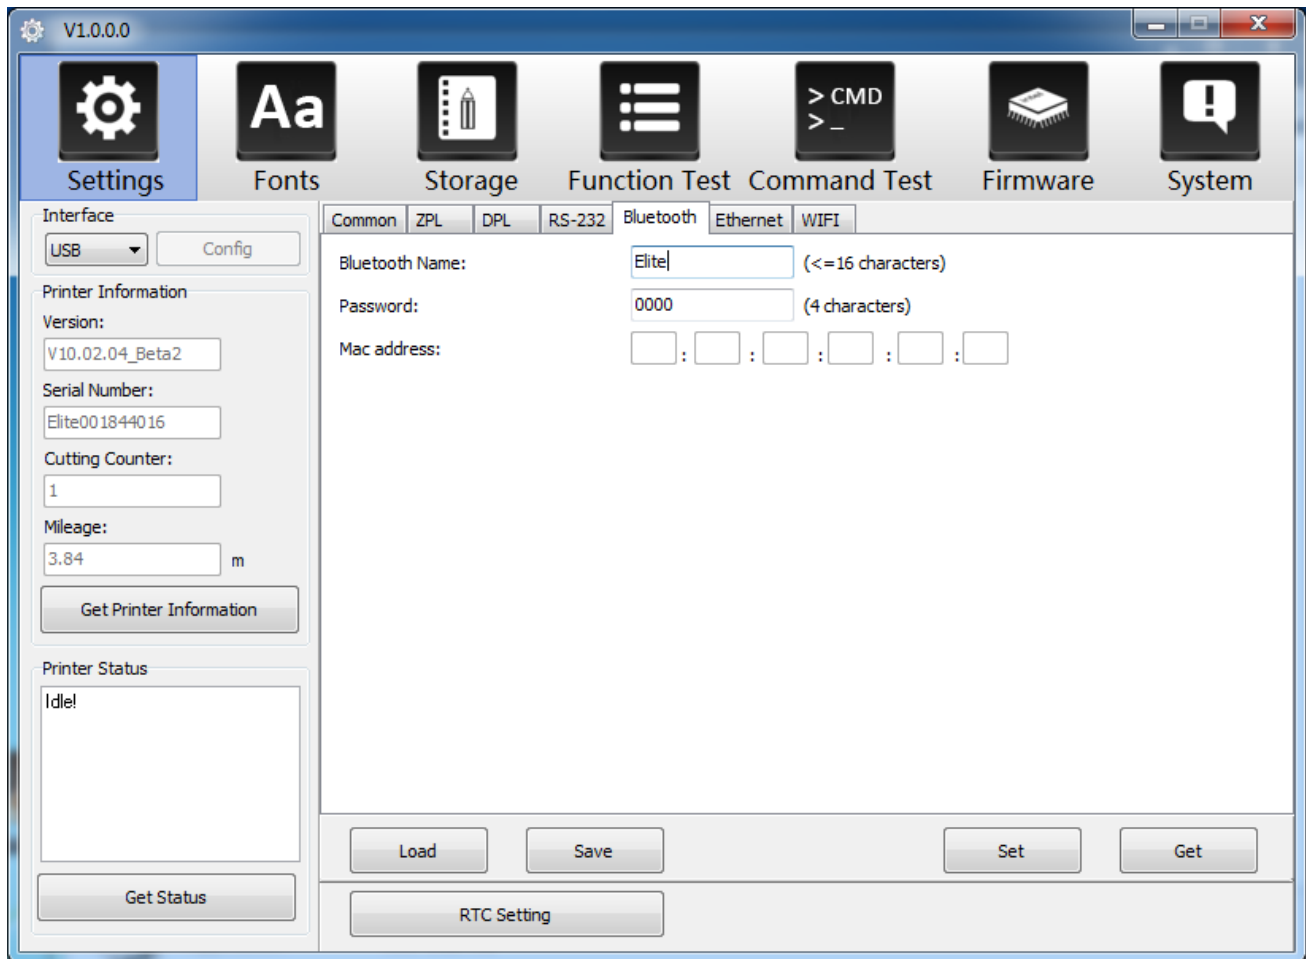 V1.0.0.0
Aa
> CMD
>_
Settings Fonts Storage Function Test Command Test Firmware System
Interface
USB Config
Printer Information
Version:
V10.02.04_Beta2
Serial Number:
Elite001844016
Cutting Counter:
1
Mileage:
3.84 m
Get Printer Information
Printer Status
Idle!
Get Status
Common ZPL DPL RS-232 Bluetooth Ethernet WIFI
Bluetooth Name: Elite (<=16 characters)
Password: 0000 (4 characters)
Mac address: : : : : :
Load Save Set Get
RTC Setting